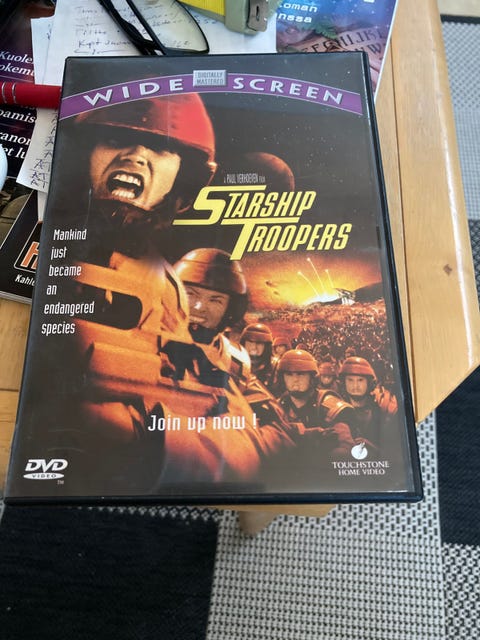 WIDE DIGITALLY MASTERED SCREEN
A PAUL VERHOEVEN FILM
STARSHIP
TROOPERS
Mankind
just
became
an
endangered
species
Join up now !
DVD
VIDEO
TM
TOUCHSTONE
HOME VIDEO